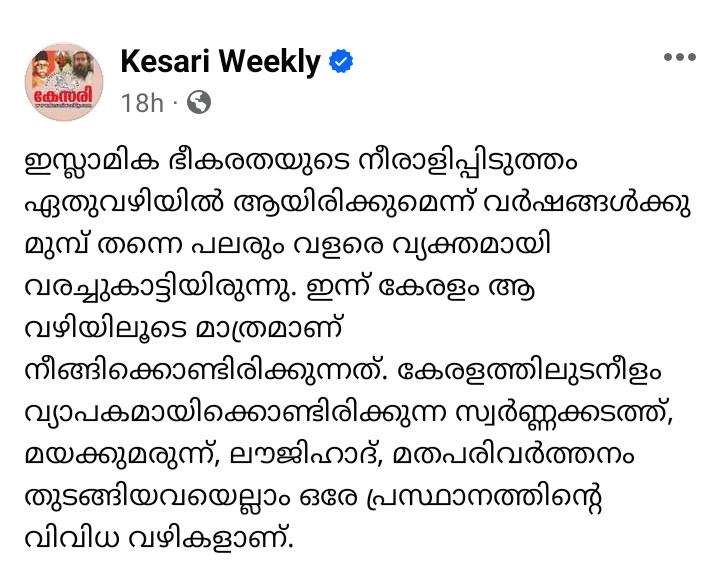 Kesari Weekly
18h ·
കേസരി
ഇസ്ലാമിക ഭീകരതയുടെ നീരാളിപ്പിടുത്തം
ഏതുവഴിയിൽ ആയിരിക്കുമെന്ന് വർഷങ്ങൾക്കു
മുമ്പ് തന്നെ പലരും വളരെ വ്യക്തമായി
വരച്ചുകാട്ടിയിരുന്നു. ഇന്ന് കേരളം ആ
വഴിയിലൂടെ മാത്രമാണ്
നീങ്ങിക്കൊണ്ടിരിക്കുന്നത്. കേരളത്തിലുടനീളം
വ്യാപകമായിക്കൊണ്ടിരിക്കുന്ന സ്വർണ്ണക്കടത്ത്,
മയക്കുമരുന്ന്, ലൗജിഹാദ്, മതപരിവർത്തനം
തുടങ്ങിയവയെല്ലാം ഒരേ പ്രസ്ഥാനത്തിന്റെ
വിവിധ വഴികളാണ്.